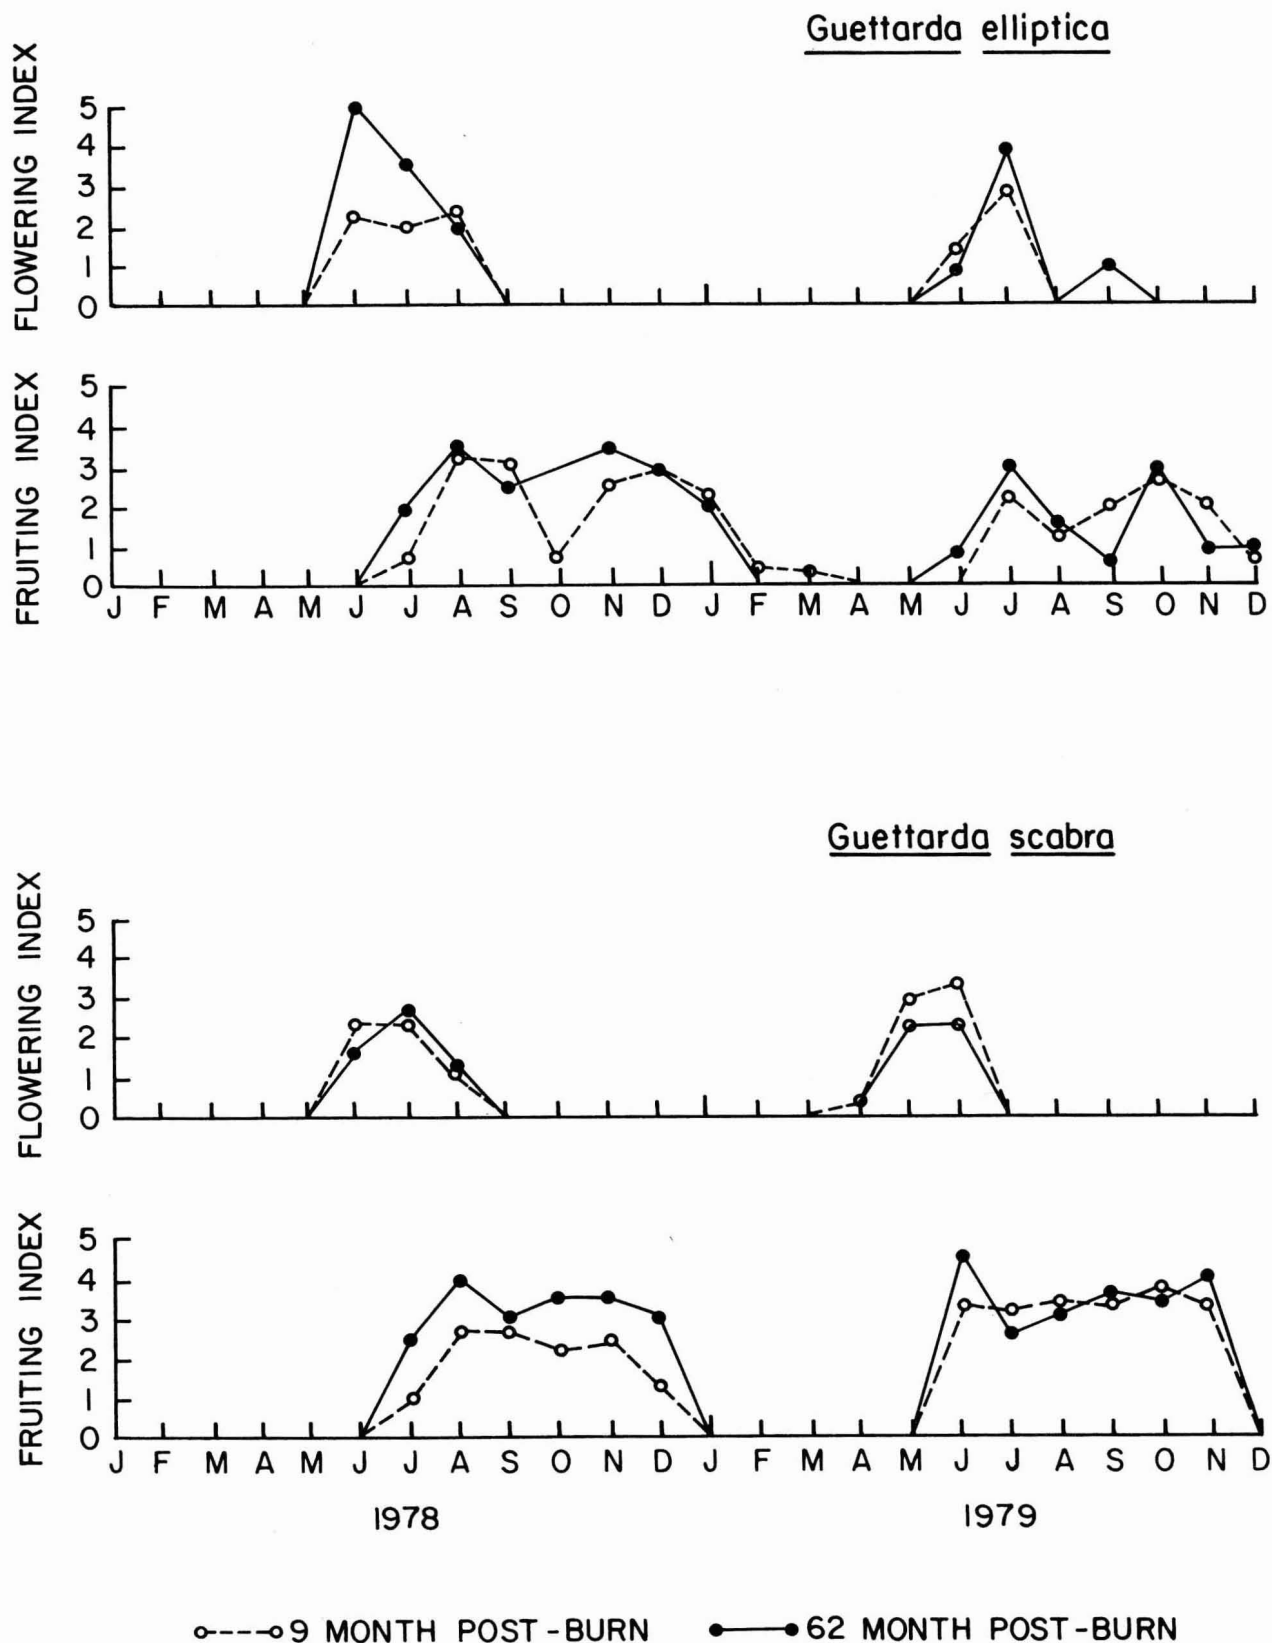 Guettarda elliptica
FLOWERING INDEX
5
4
3
2
1
0
FRUITING INDEX
5
4
3
2
1
0
J F M A M J J A S O N D J F M A M J J A S O N D
Guettarda scabra
FLOWERING INDEX
5
4
3
2
1
0
FRUITING INDEX
5
4
3
2
1
0
J F M A M J J A S O N D J F M A M J J A S O N D
1978 1979
9 MONTH POST-BURN 62 MONTH POST-BURN